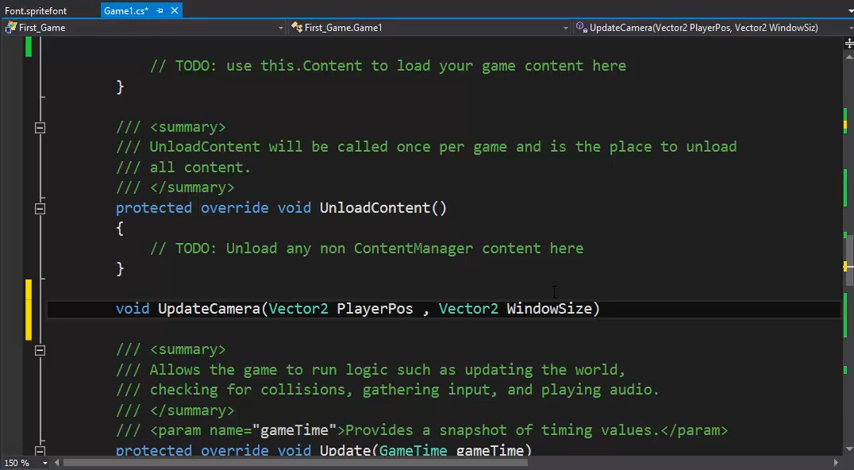 Font.spritefont Game1.cs*
First_Game First_Game.Game1 UpdateCamera(Vector2 PlayerPos, Vector2 WindowSiz)
// TODO: use this.Content to load your game content here
}
/// <summary>
/// UnloadContent will be called once per game and is the place to unload
/// all content.
/// </summary>
protected override void UnloadContent()
{
// TODO: Unload any non ContentManager content here
}
void UpdateCamera(Vector2 PlayerPos , Vector2 WindowSize)
/// <summary>
/// Allows the game to run logic such as updating the world,
/// checking for collisions, gathering input, and playing audio.
/// </summary>
/// <param name="gameTime">Provides a snapshot of timing values.</param>
protected override void Update(GameTime gameTime)
150 %